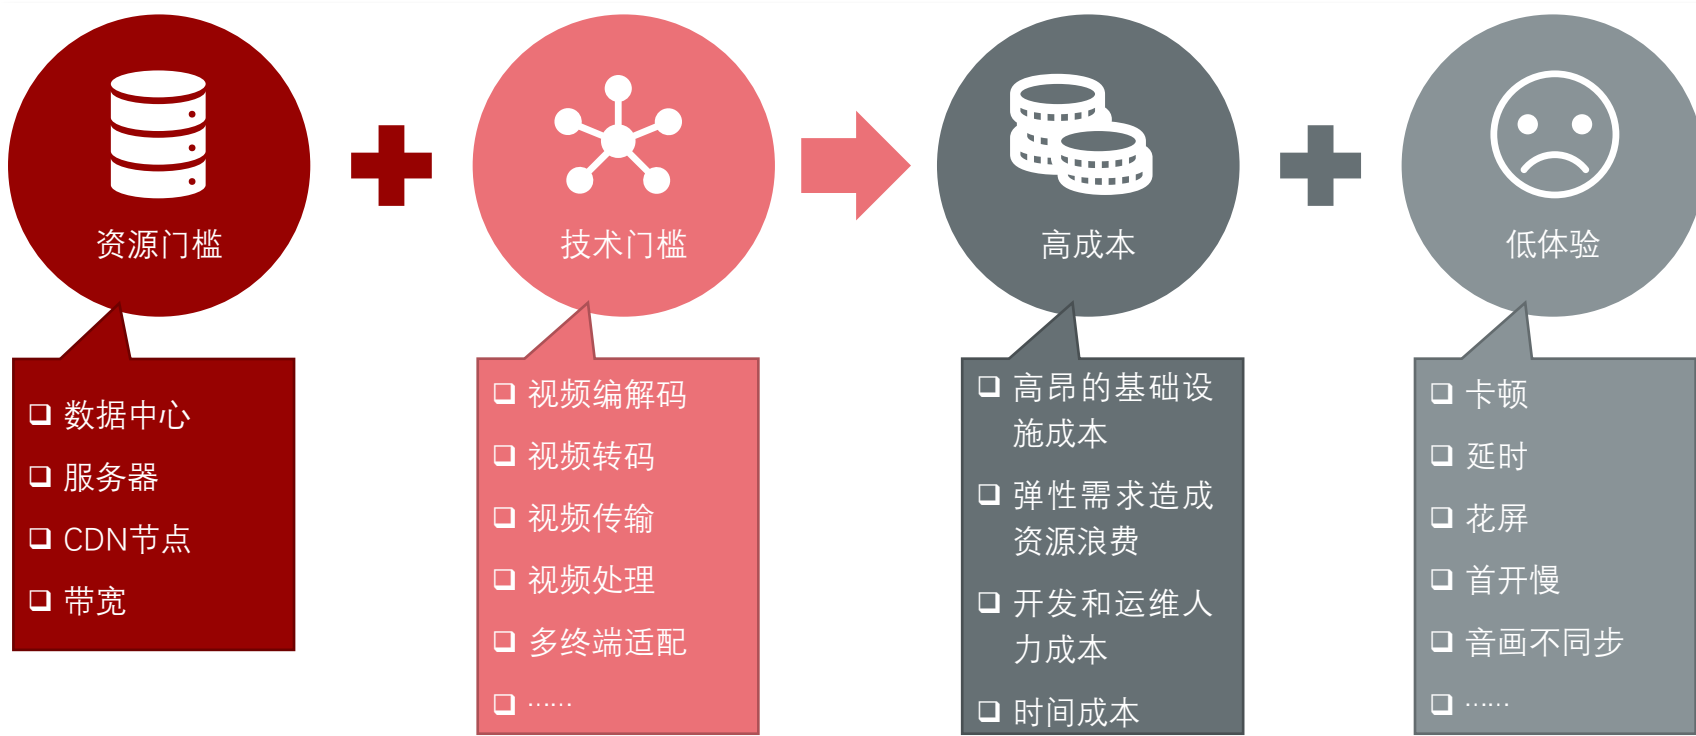 资源门槛
技术门槛
高成本
低体验
数据中心
服务器
CDN节点
带宽
视频编解码
视频转码
视频传输
视频处理
多终端适配
……
高昂的基础设
施成本
弹性需求造成
资源浪费
开发和运维人
力成本
时间成本
卡顿
延时
花屏
首开慢
音画不同步
……